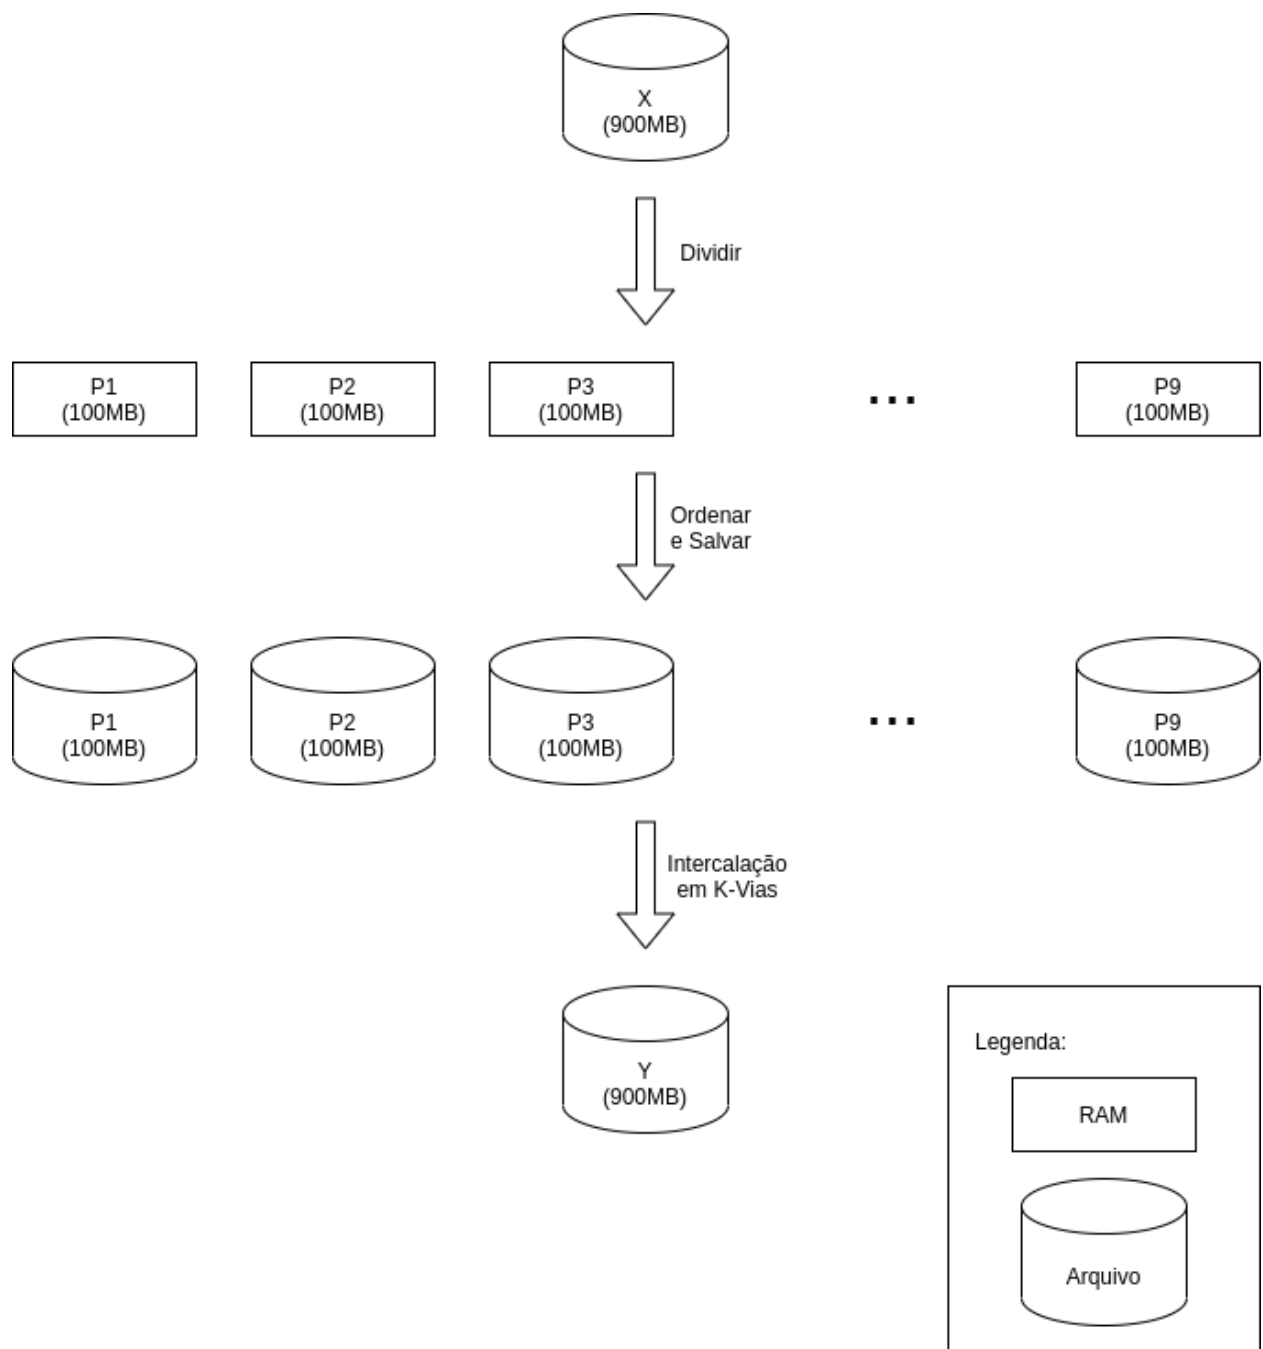 X
(900MB)
Dividir
P1
(100MB)
P2
(100MB)
P3
(100MB)
...
P9
(100MB)
Ordenar
e Salvar
P1
(100MB)
P2
(100MB)
P3
(100MB)
...
P9
(100MB)
Intercalação
em K-Vias
Y
(900MB)
Legenda:
RAM
Arquivo